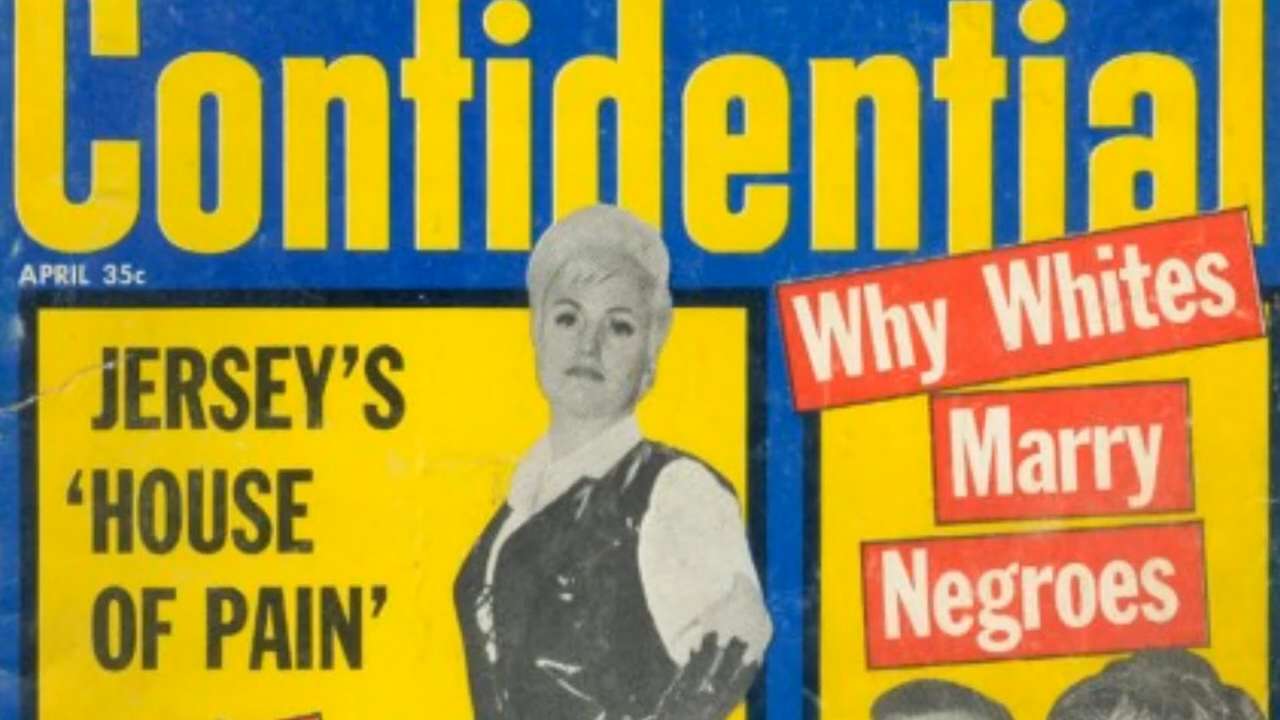 Confidential
APRIL 35c
JERSEY'S
'HOUSE
OF PAIN'
Why Whites
Marry
Negroes